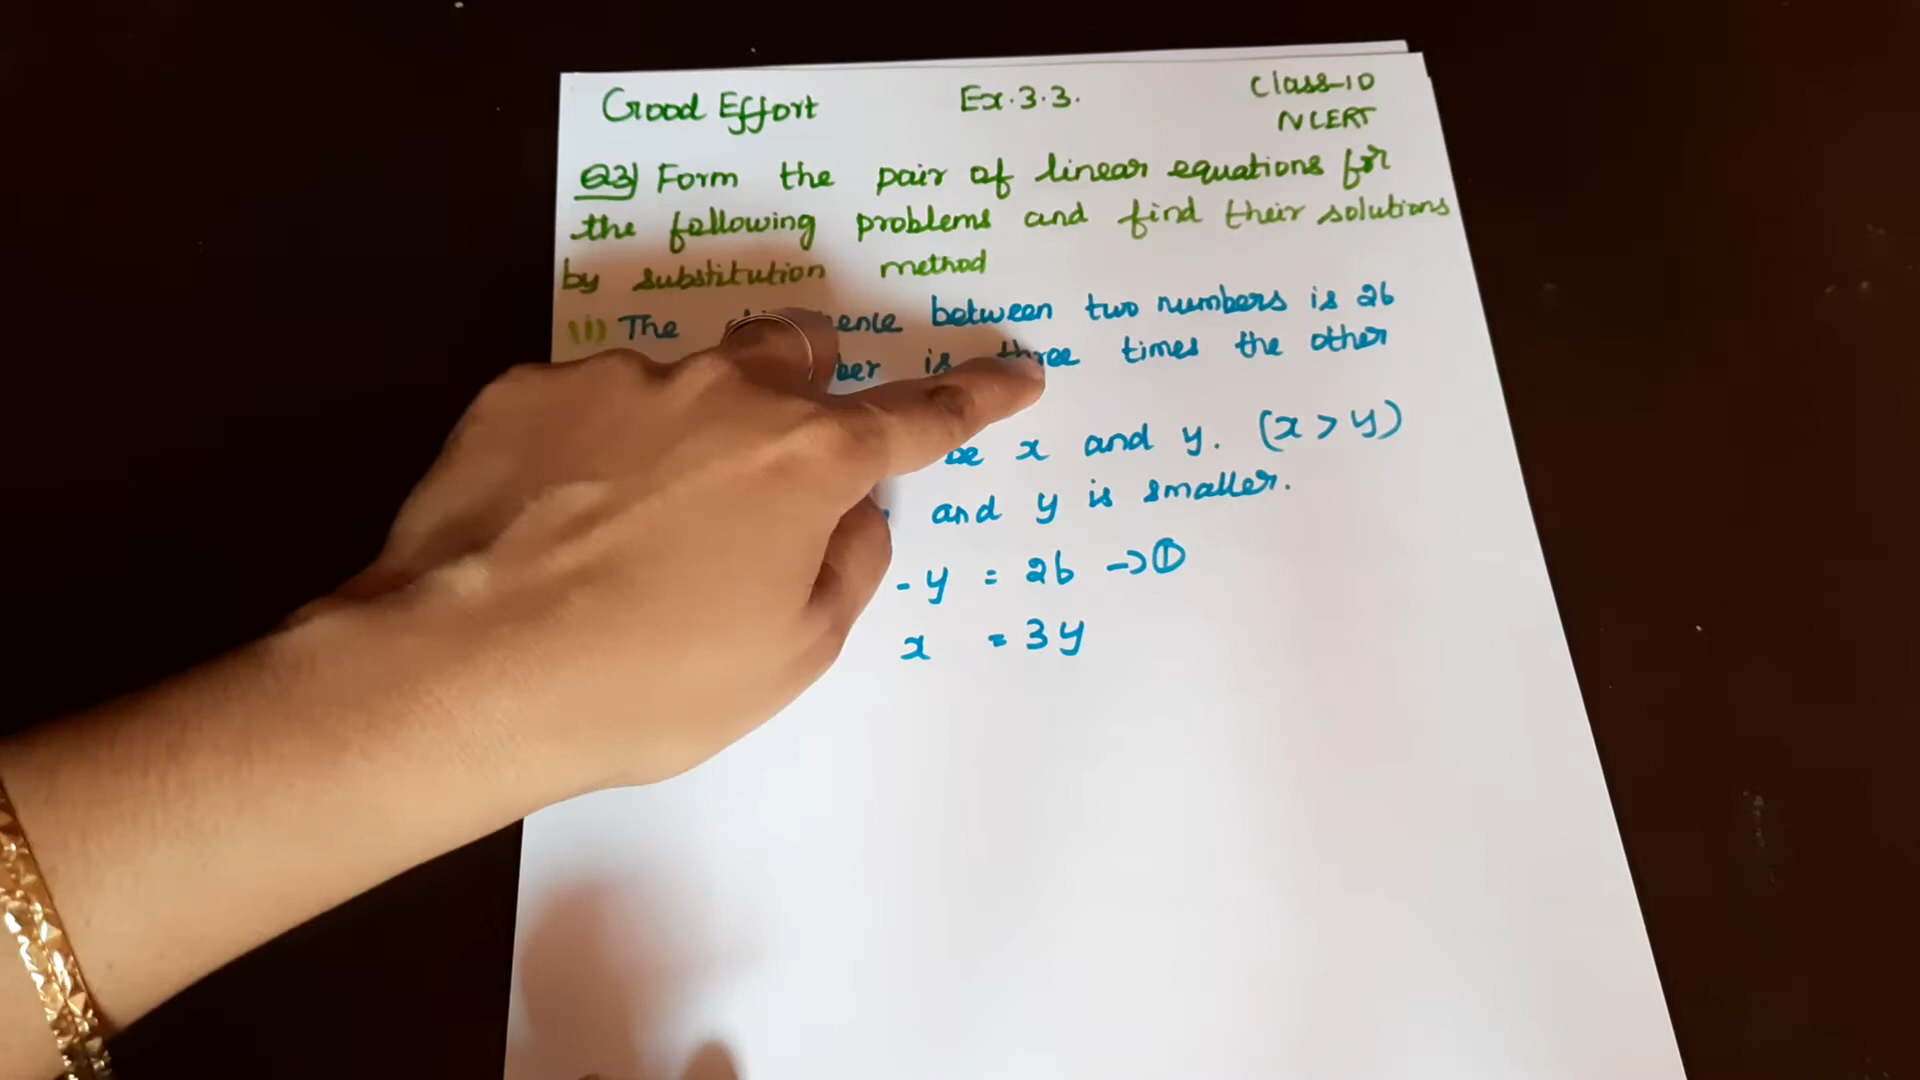 Good Effort Ex.3.3. Class-10
NCERT
Q3) Form the pair of linear equations for
the following problems and find their solutions
by substitution method
(i) The between two numbers is 26
is three times the other
be x and y. (x > y)
and y is smaller.
- y = 26 → ①
x = 3y